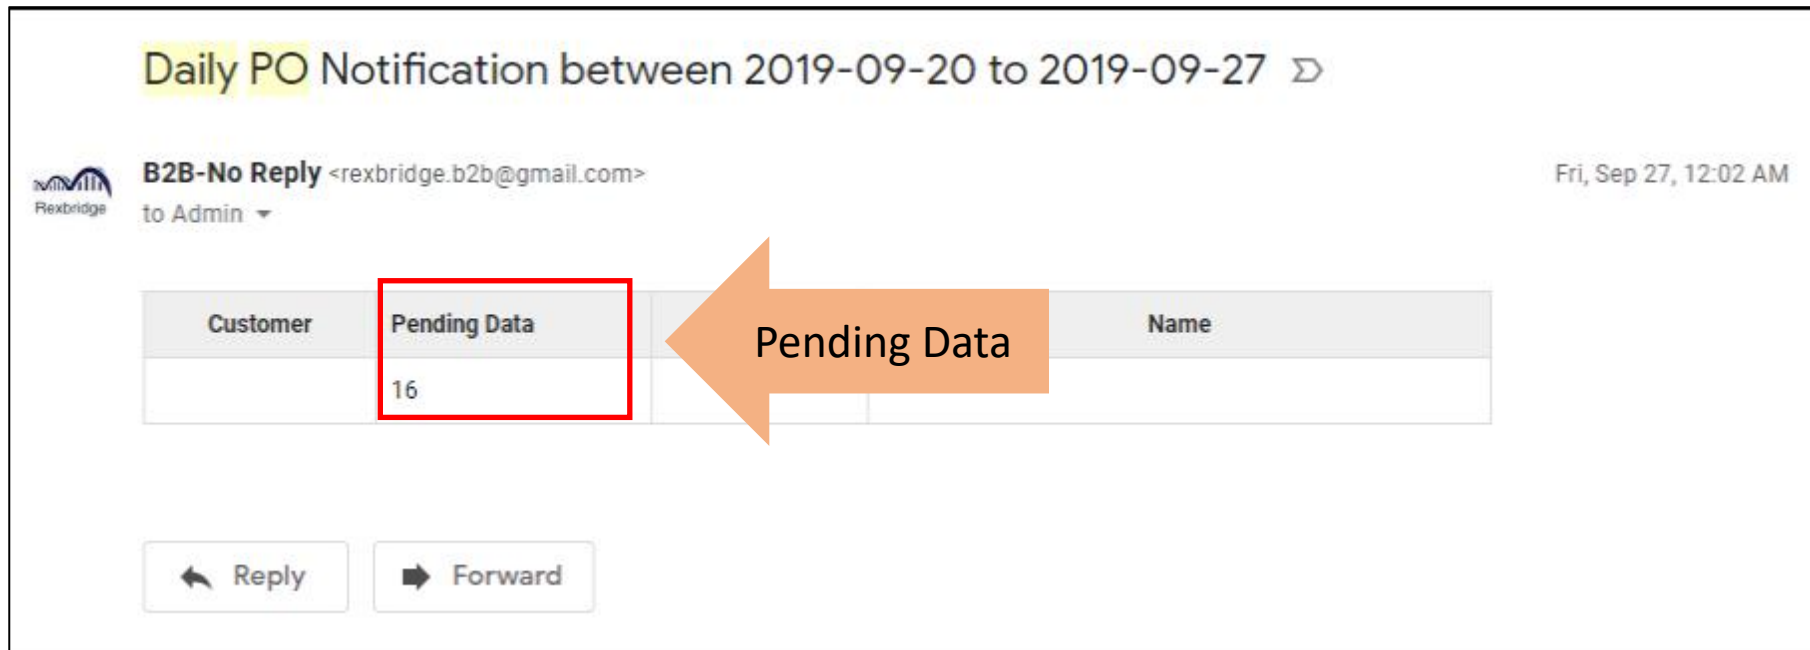 Daily PO Notification between 2019-09-20 to 2019-09-27
B2B-No Reply <rexbridge.b2b@gmail.com>
Fri, Sep 27, 12:02 AM
Rexbridge
to Admin
Customer Pending Data Name
Pending Data
16
Reply Forward